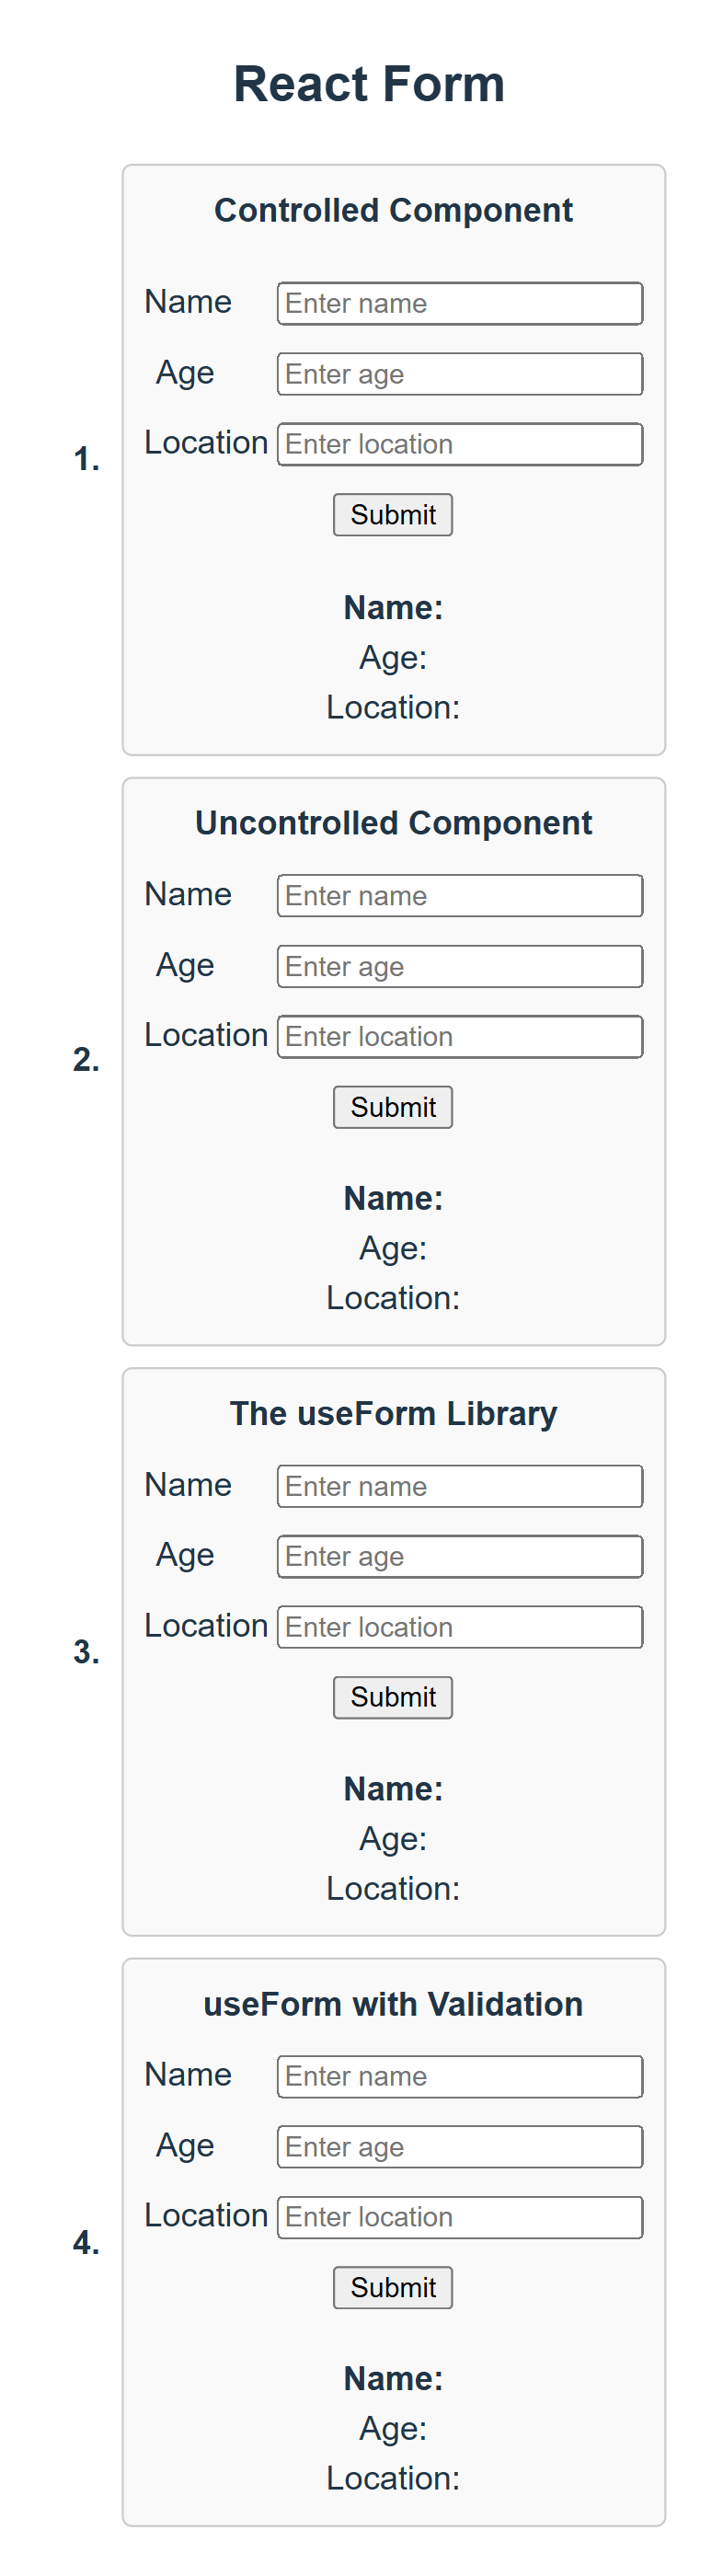 React Form
Controlled Component
Name Enter name
Age Enter age
1. Location Enter location
Submit
Name:
Age:
Location:
Uncontrolled Component
Name Enter name
Age Enter age
2. Location Enter location
Submit
Name:
Age:
Location:
The useForm Library
Name Enter name
Age Enter age
3. Location Enter location
Submit
Name:
Age:
Location:
useForm with Validation
Name Enter name
Age Enter age
4. Location Enter location
Submit
Name:
Age:
Location: